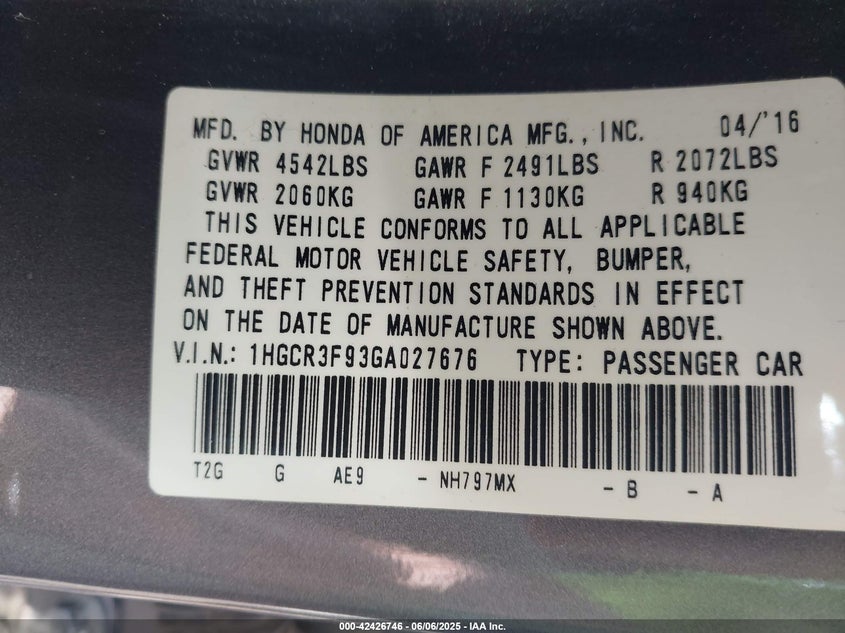 MFD. BY HONDA OF AMERICA MFG., INC. 04/'16
GVWR 4542LBS GAWR F 2491LBS R 2072LBS
GVWR 2060KG GAWR F 1130KG R 940KG
THIS VEHICLE CONFORMS TO ALL APPLICABLE
FEDERAL MOTOR VEHICLE SAFETY, BUMPER,
AND THEFT PREVENTION STANDARDS IN EFFECT
ON THE DATE OF MANUFACTURE SHOWN ABOVE.
V.I.N.: 1HGCR3F93GA027676 TYPE: PASSENGER CAR
T2G G AE9 - NH797MX - B - A
000-42426746 - 06/06/2025 - IAA Inc.